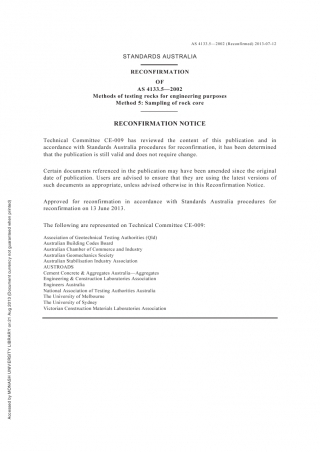 AS 4133.5—2002 (Reconfirmed) 2013-07-12
STANDARDS AUSTRALIA
RECONFIRMATION
OF
AS 4133.5—2002
Methods of testing rocks for engineering purposes
Method 5: Sampling of rock core
RECONFIRMATION NOTICE
Technical Committee CE-009 has reviewed the content of this publication and in
accordance with Standards Australia procedures for reconfirmation, it has been determined
that the publication is still valid and does not require change.
Certain documents referenced in the publication may have been amended since the original
date of publication. Users are advised to ensure that they are using the latest versions of
such documents as appropriate, unless advised otherwise in this Reconfirmation Notice.
Approved for reconfirmation in accordance with Standards Australia procedures for
reconfirmation on 13 June 2013.
The following are represented on Technical Committee CE-009:
Association of Geotechnical Testing Authorities (Qld)
Australian Building Codes Board
Australian Chamber of Commerce and Industry
Australian Geomechanics Society
Australian Stabilisation Industry Association
AUSTROADS
Cement Concrete & Aggregates Australia—Aggregates
Engineering & Construction Laboratories Association
Engineers Australia
National Association of Testing Authorities Australia
The University of Melbourne
The University of Sydney
Victorian Construction Materials Laboratories Association
Accessed by MONASH UNIVERSITY LIBRARY on 21 Aug 2013 (Document currency not guaranteed when printed)